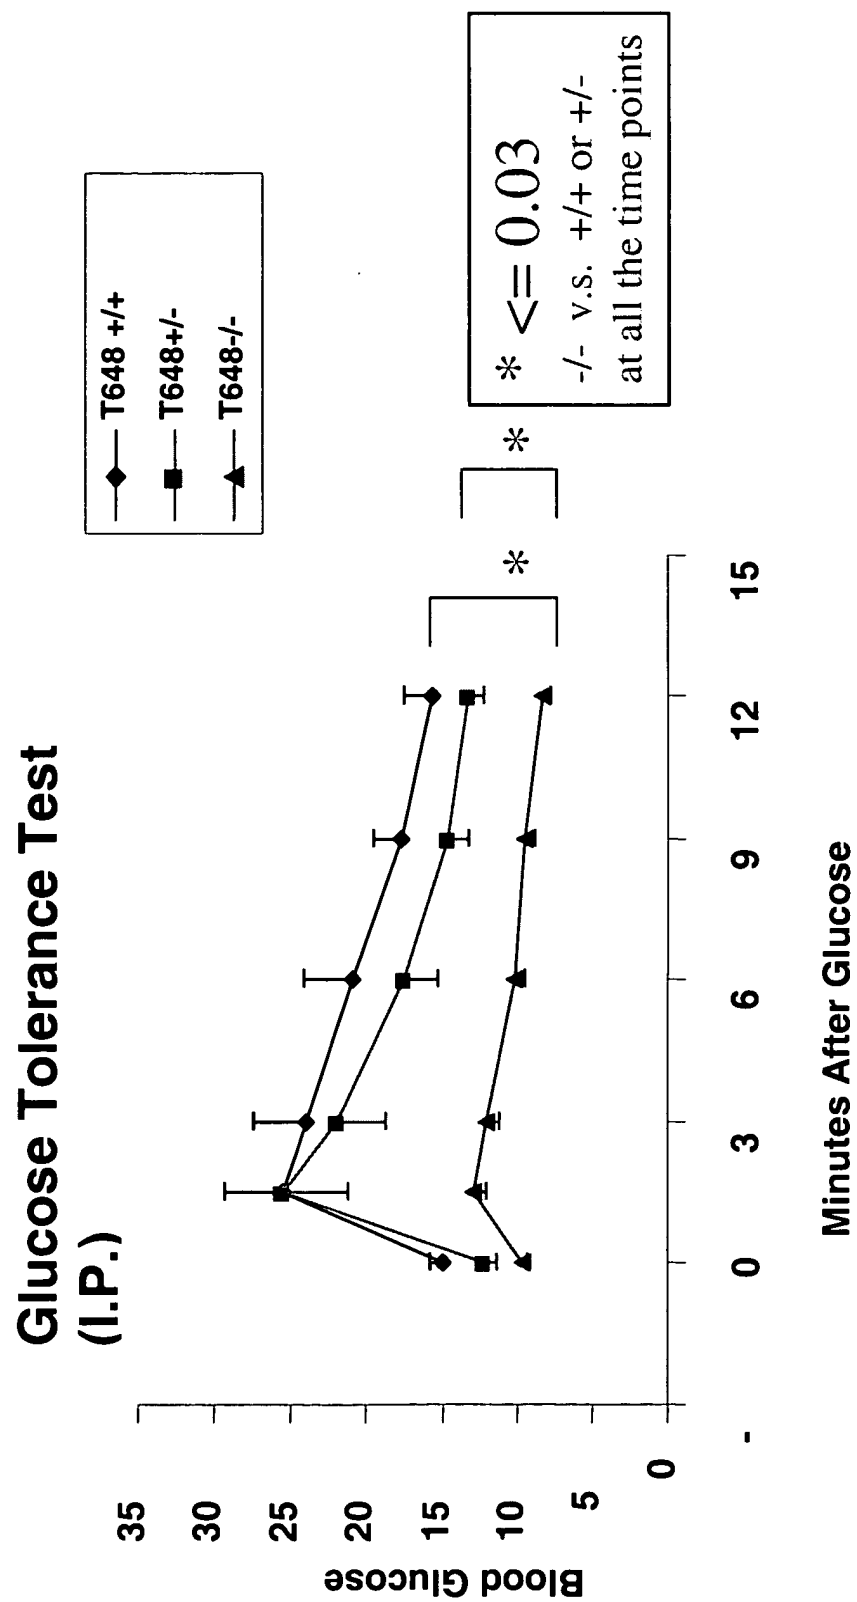 Glucose Tolerance Test
(I.P.)
T648 +/+
T648+/-
T648-/-
35
30
25
20
15
10
5
0
Blood Glucose
-
0
3
6
9
12
15
Minutes After Glucose
*
*
* <= 0.03
-/- v.s. +/+ or +/-
at all the time points